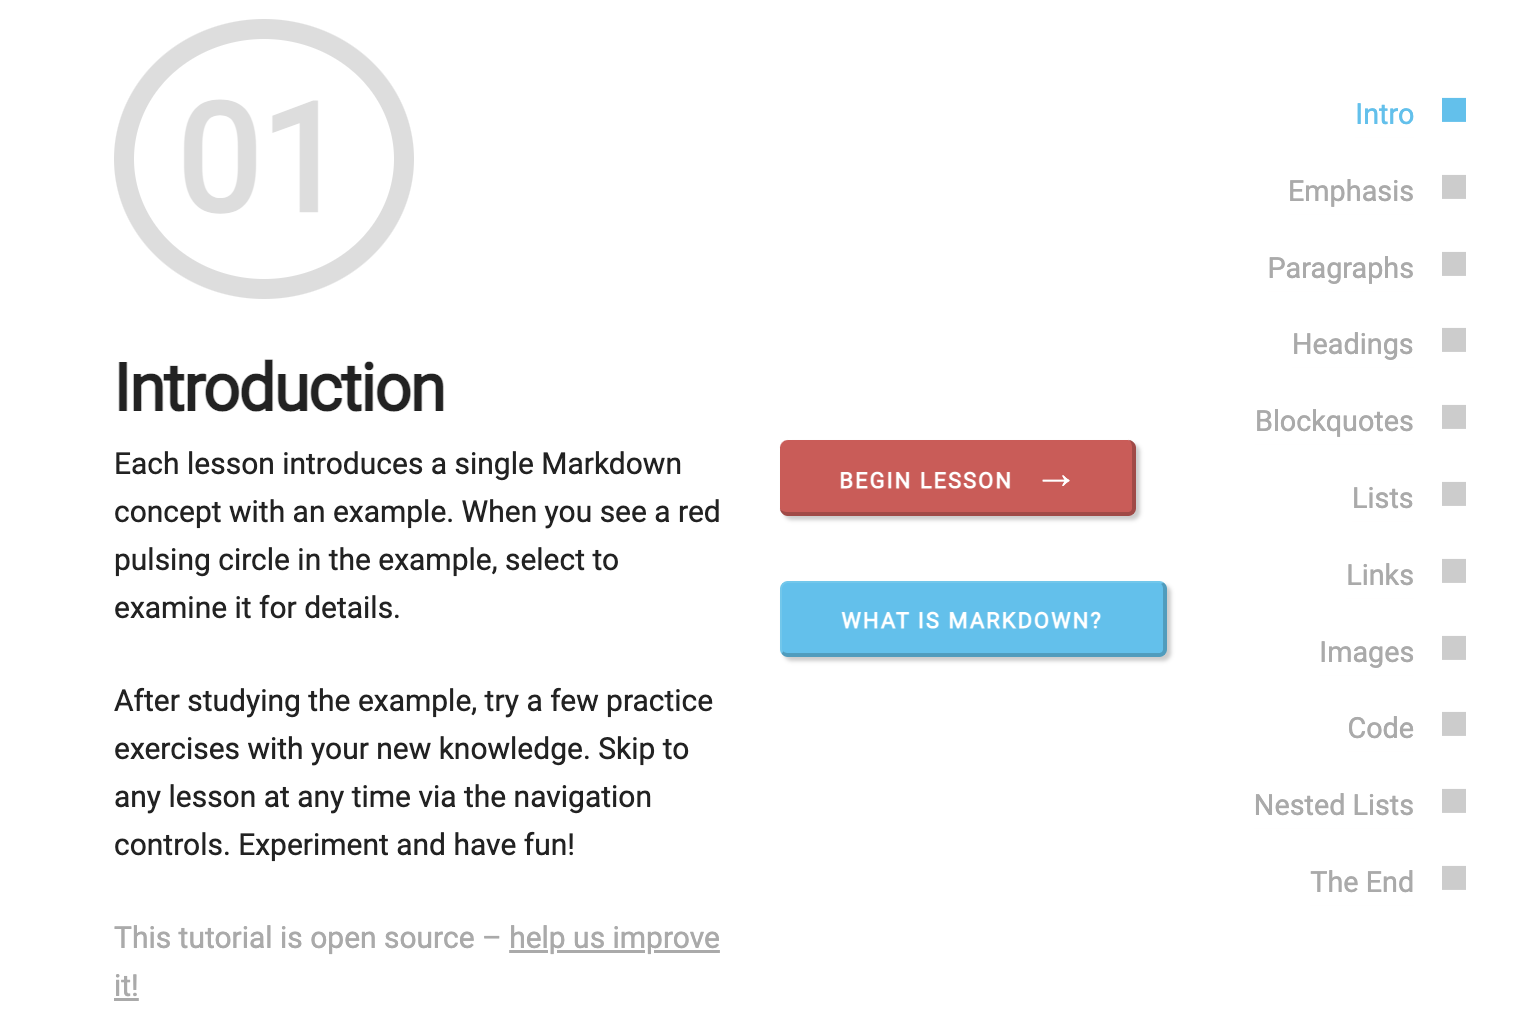 01
Introduction
Each lesson introduces a single Markdown
concept with an example. When you see a red
pulsing circle in the example, select to
examine it for details.
After studying the example, try a few practice
exercises with your new knowledge. Skip to
any lesson at any time via the navigation
controls. Experiment and have fun!
This tutorial is open source – help us improve
it!
BEGIN LESSON →
WHAT IS MARKDOWN?
Intro
Emphasis
Paragraphs
Headings
Blockquotes
Lists
Links
Images
Code
Nested Lists
The End